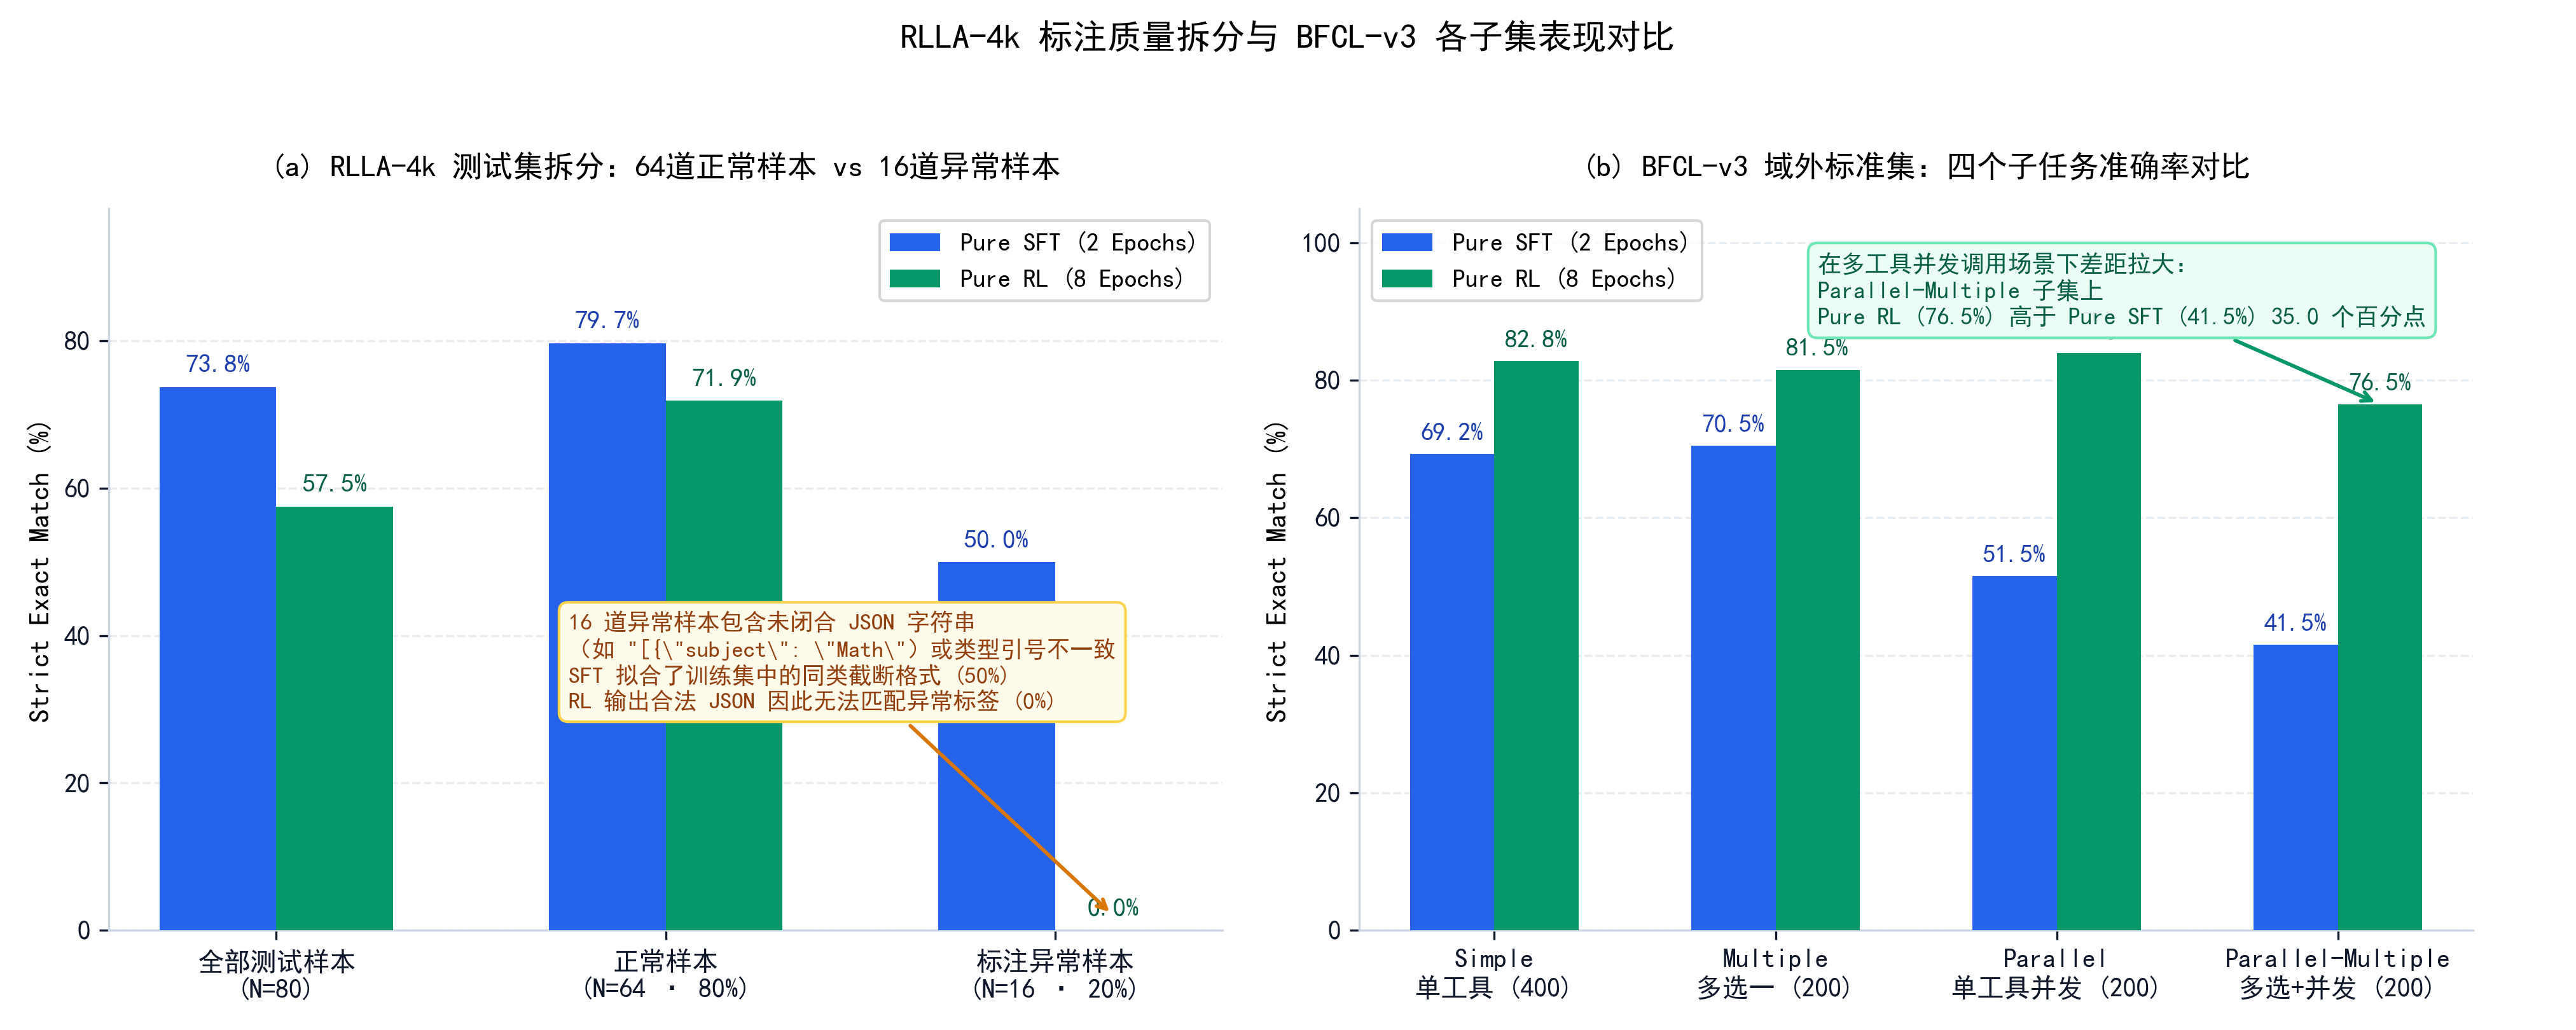 RLLA-4k 标注质量拆分与 BFCL-v3 各子集表现对比
(a) RLLA-4k 测试集拆分：64道正常样本 vs 16道异常样本
Strict Exact Match (%)
80
60
40
20
0
Pure SFT (2 Epochs)
Pure RL (8 Epochs)
73.8%
57.5%
79.7%
71.9%
50.0%
0.0%
16 道异常样本包含未闭合 JSON 字符串
（如 "[{\"subject\": \"Math\"）或类型引号不一致
SFT 拟合了训练集中的同类截断格式 (50%)
RL 输出合法 JSON 因此无法匹配异常标签 (0%)
全部测试样本
(N=80)
正常样本
(N=64 · 80%)
标注异常样本
(N=16 · 20%)
(b) BFCL-v3 域外标准集：四个子任务准确率对比
Strict Exact Match (%)
100
80
60
40
20
0
Pure SFT (2 Epochs)
Pure RL (8 Epochs)
在多工具并发调用场景下差距拉大：
Parallel-Multiple 子集上
Pure RL (76.5%) 高于 Pure SFT (41.5%) 35.0 个百分点
69.2%
82.8%
70.5%
81.5%
51.5%
41.5%
76.5%
Simple
单工具 (400)
Multiple
多选一 (200)
Parallel
单工具并发 (200)
Parallel-Multiple
多选+并发 (200)